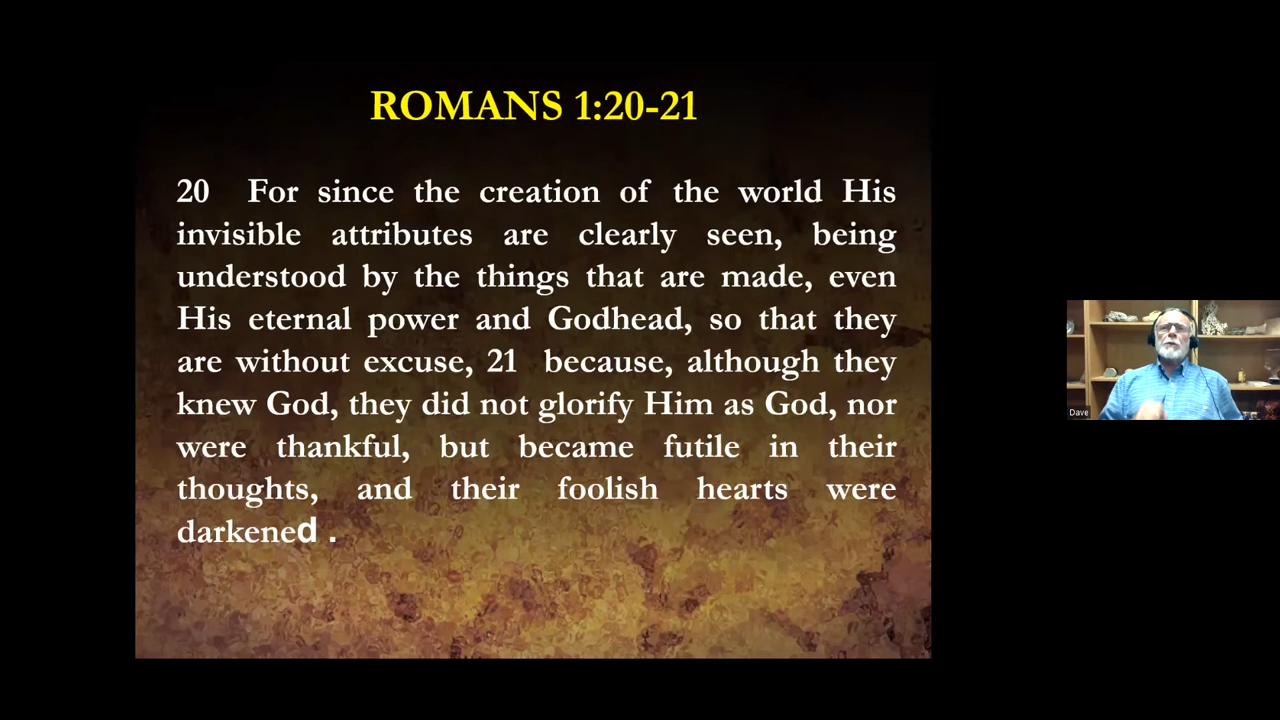 ROMANS 1:20-21
20 For since the creation of the world His
invisible attributes are clearly seen, being
understood by the things that are made, even
His eternal power and Godhead, so that they
are without excuse, 21 because, although they
knew God, they did not glorify Him as God, nor
were thankful, but became futile in their
thoughts, and their foolish hearts were
darkened .
Dave